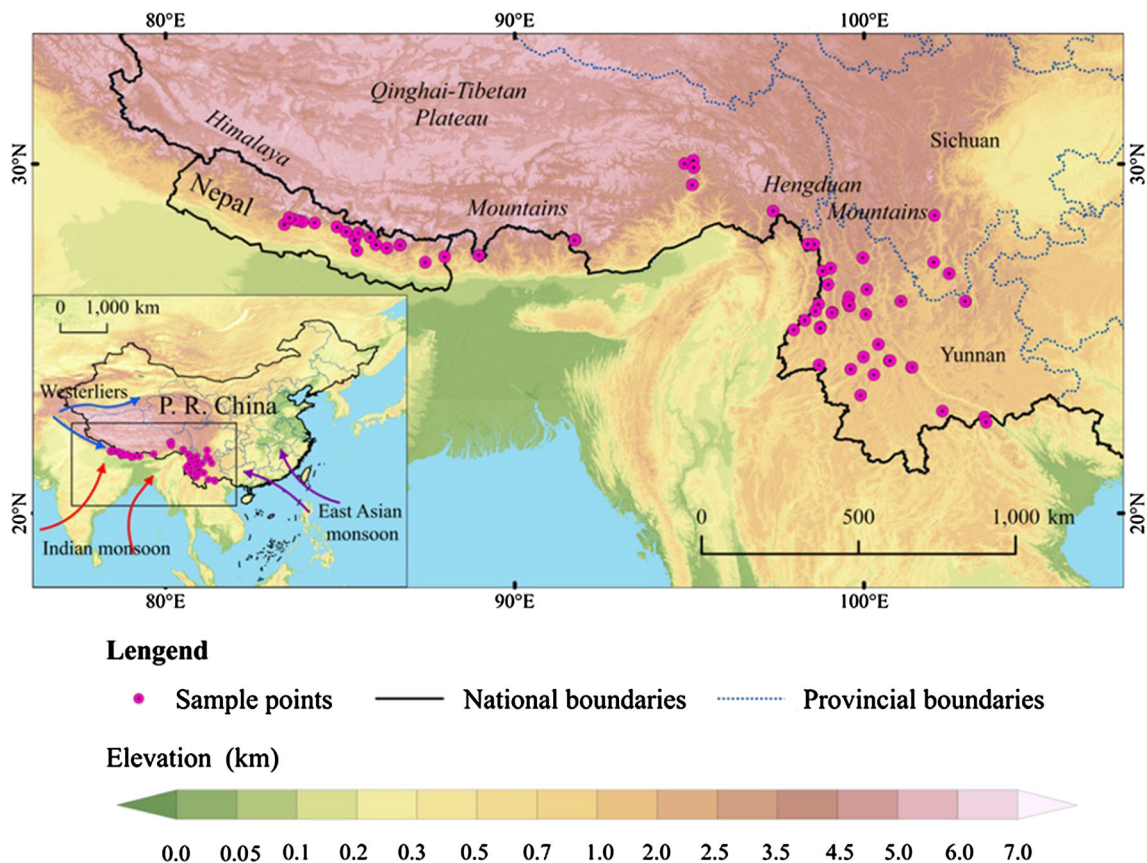 80°E 90°E 100°E
Qinghai-Tibetan
Plateau
Himalaya
Sichuan
30°N 30°N
Nepal
Hengduan
Mountains Mountains
0 1,000 km
Yunnan
Westerliers
P. R. China
East Asian
monsoon
Indian monsoon
0 500 1,000 km
20°N 20°N
80°E 90°E 100°E
Lengend
Sample points National boundaries Provincial boundaries
Elevation (km)
0.0 0.05 0.1 0.2 0.3 0.5 0.7 1.0 2.0 2.5 3.5 4.5 5.0 6.0 7.0